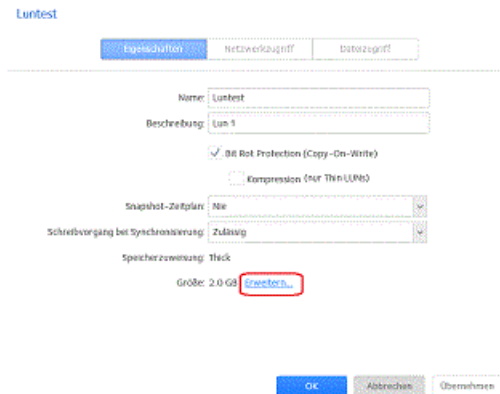 Luntest
Eigenschaften Netzwerkzugriff Dateizugriff
Name: Luntest
Beschreibung: Lun 1
Bit Rot Protection (Copy-On-Write)
Kompression (nur Thin LUNs)
Snapshot-Zeitplan: Nie
Schreibvorgang bei Synchronisierung: Zulässig
Speicherzuweisung: Thick
Größe: 2.0 GB Erweitern...
OK Abbrechen Übernehmen